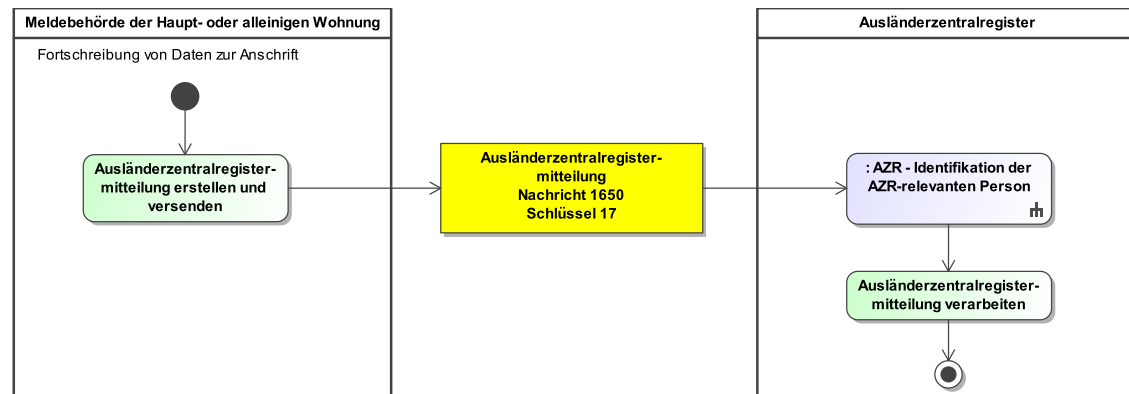 Meldebehörde der Haupt- oder alleinigen Wohnung
Fortschreibung von Daten zur Anschrift
Ausländerzentralregister-
mitteilung erstellen und
versenden
Ausländerzentralregister-
mitteilung
Nachricht 1650
Schlüssel 17
Ausländerzentralregister
: AZR - Identifikation der
AZR-relevanten Person
Ausländerzentralregister-
mitteilung verarbeiten